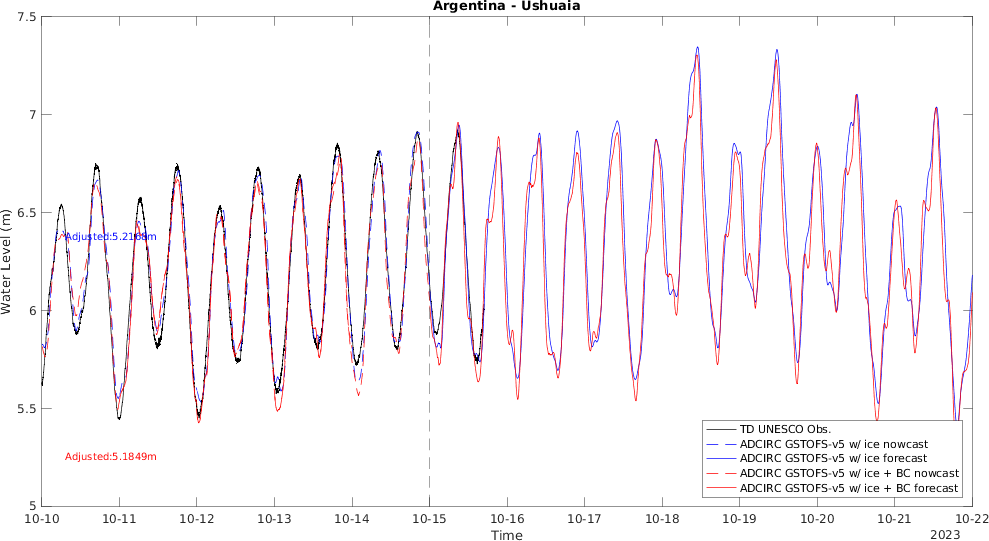 Argentina - Ushuaia
7.5
7
6.5
6
5.5
5
Water Level (m)
Adjusted:5.2168m
Adjusted:5.1849m
TD UNESCO Obs.
ADCIRC GSTOFS-v5 w/ ice nowcast
ADCIRC GSTOFS-v5 w/ ice forecast
ADCIRC GSTOFS-v5 w/ ice + BC nowcast
ADCIRC GSTOFS-v5 w/ ice + BC forecast
10-10 10-11 10-12 10-13 10-14 10-15 10-16 10-17 10-18 10-19 10-20 10-21 10-22
Time
2023